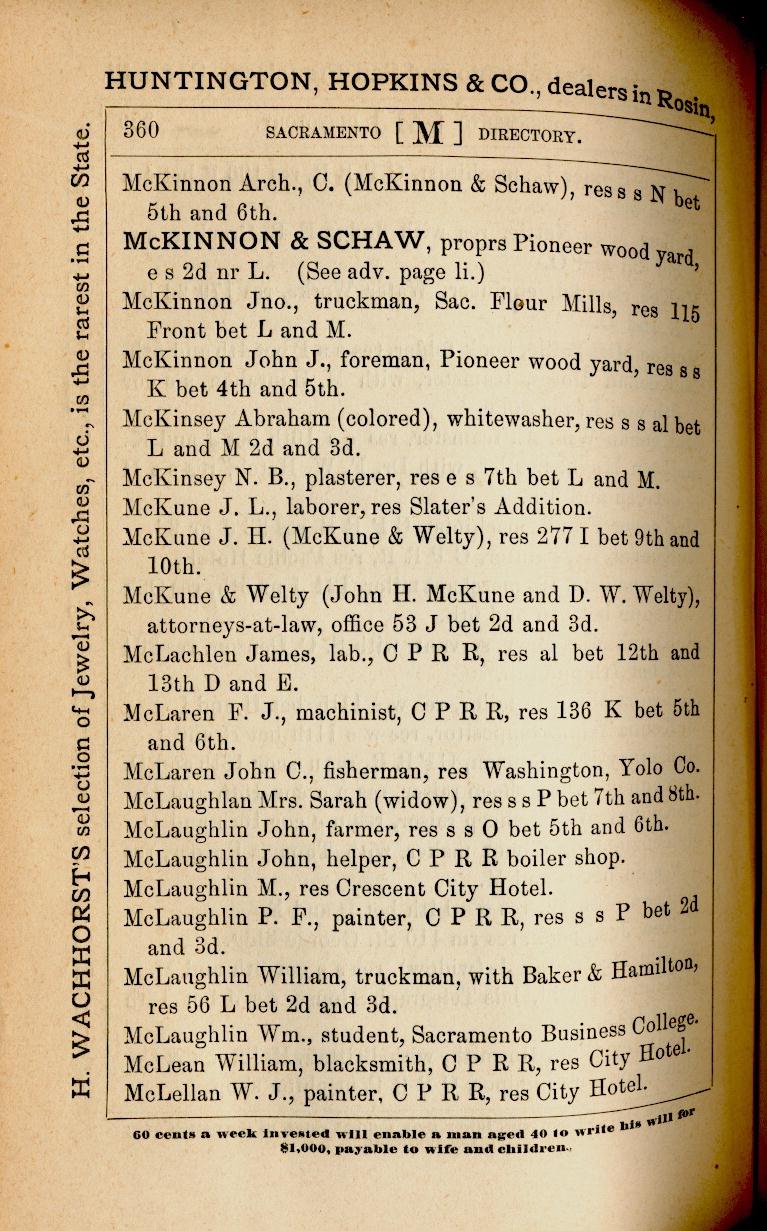 HUNTINGTON, HOPKINS & CO., dealers in Rosin,
360 SACRAMENTO [ M ] DIRECTORY.
McKinnon Arch., C. (McKinnon & Schaw), res s s N bet
5th and 6th.
McKINNON & SCHAW, proprs Pioneer wood yard,
e s 2d nr L. (See adv. page li.)
McKinnon Jno., truckman, Sac. Flour Mills, res 115
Front bet L and M.
McKinnon John J., foreman, Pioneer wood yard, res s s
K bet 4th and 5th.
McKinsey Abraham (colored), whitewasher, res s s al bet
L and M 2d and 3d.
McKinsey N. B., plasterer, res e s 7th bet L and M.
McKune J. L., laborer, res Slater's Addition.
McKune J. H. (McKune & Welty), res 277 I bet 9th and
10th.
McKune & Welty (John H. McKune and D. W. Welty),
attorneys-at-law, office 53 J bet 2d and 3d.
McLachlen James, lab., C P R R, res al bet 12th and
13th D and E.
McLaren F. J., machinist, C P R R, res 136 K bet 5th
and 6th.
McLaren John C., fisherman, res Washington, Yolo Co.
McLaughlan Mrs. Sarah (widow), res s s P bet 7th and 8th.
McLaughlin John, farmer, res s s O bet 5th and 6th.
McLaughlin John, helper, C P R R boiler shop.
McLaughlin M., res Crescent City Hotel.
McLaughlin P. F., painter, C P R R, res s s P bet 2d
and 3d.
McLaughlin William, truckman, with Baker & Hamilton,
res 56 L bet 2d and 3d.
McLaughlin Wm., student, Sacramento Business College.
McLean William, blacksmith, C P R R, res City Hotel.
McLellan W. J., painter, C P R R, res City Hotel.
60 cents a week invested will enable a man aged 40 to write his will for
$1,000, payable to wife and children.
H. WACHHORST'S selection of Jewelry, Watches, etc., is the rarest in the State.